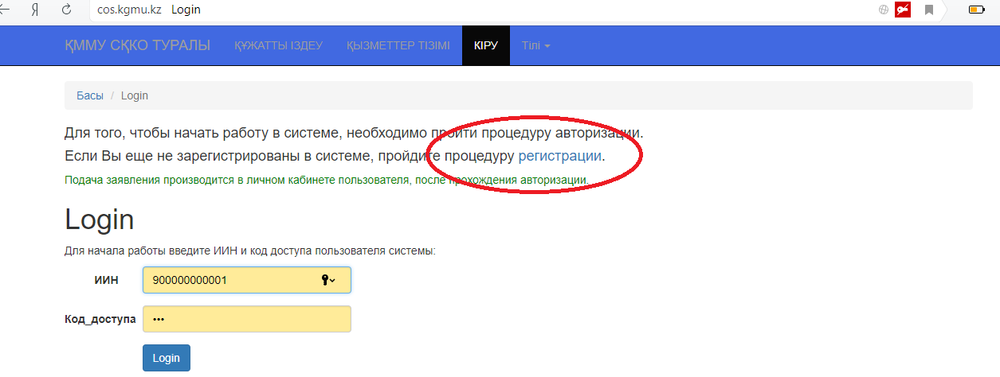 cos.kgmu.kz Login
ҚММУ СҚКО ТУРАЛЫ ҚҰЖАТТЫ ІЗДЕУ ҚЫЗМЕТТЕР ТІЗІМІ КІРУ Тілі
Басы / Login
Для того, чтобы начать работу в системе, необходимо пройти процедуру авторизации.
Если Вы еще не зарегистрированы в системе, пройдите процедуру регистрации.
Подача заявления производится в личном кабинете пользователя, после прохождения авторизации.
Login
Для начала работы введите ИИН и код доступа пользователя системы:
ИИН 900000000001
Код_доступа •••
Login